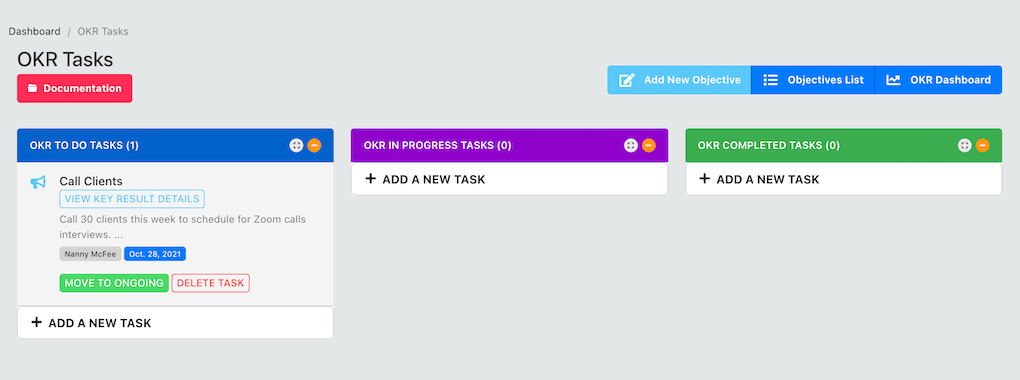 Dashboard / OKR Tasks
OKR Tasks
Documentation
Add New Objective
Objectives List
OKR Dashboard
OKR TO DO TASKS (1)
Call Clients
VIEW KEY RESULT DETAILS
Call 30 clients this week to schedule for Zoom calls
interviews. ...
Nanny McFee Oct. 28, 2021
MOVE TO ONGOING DELETE TASK
ADD A NEW TASK
OKR IN PROGRESS TASKS (0)
ADD A NEW TASK
OKR COMPLETED TASKS (0)
ADD A NEW TASK